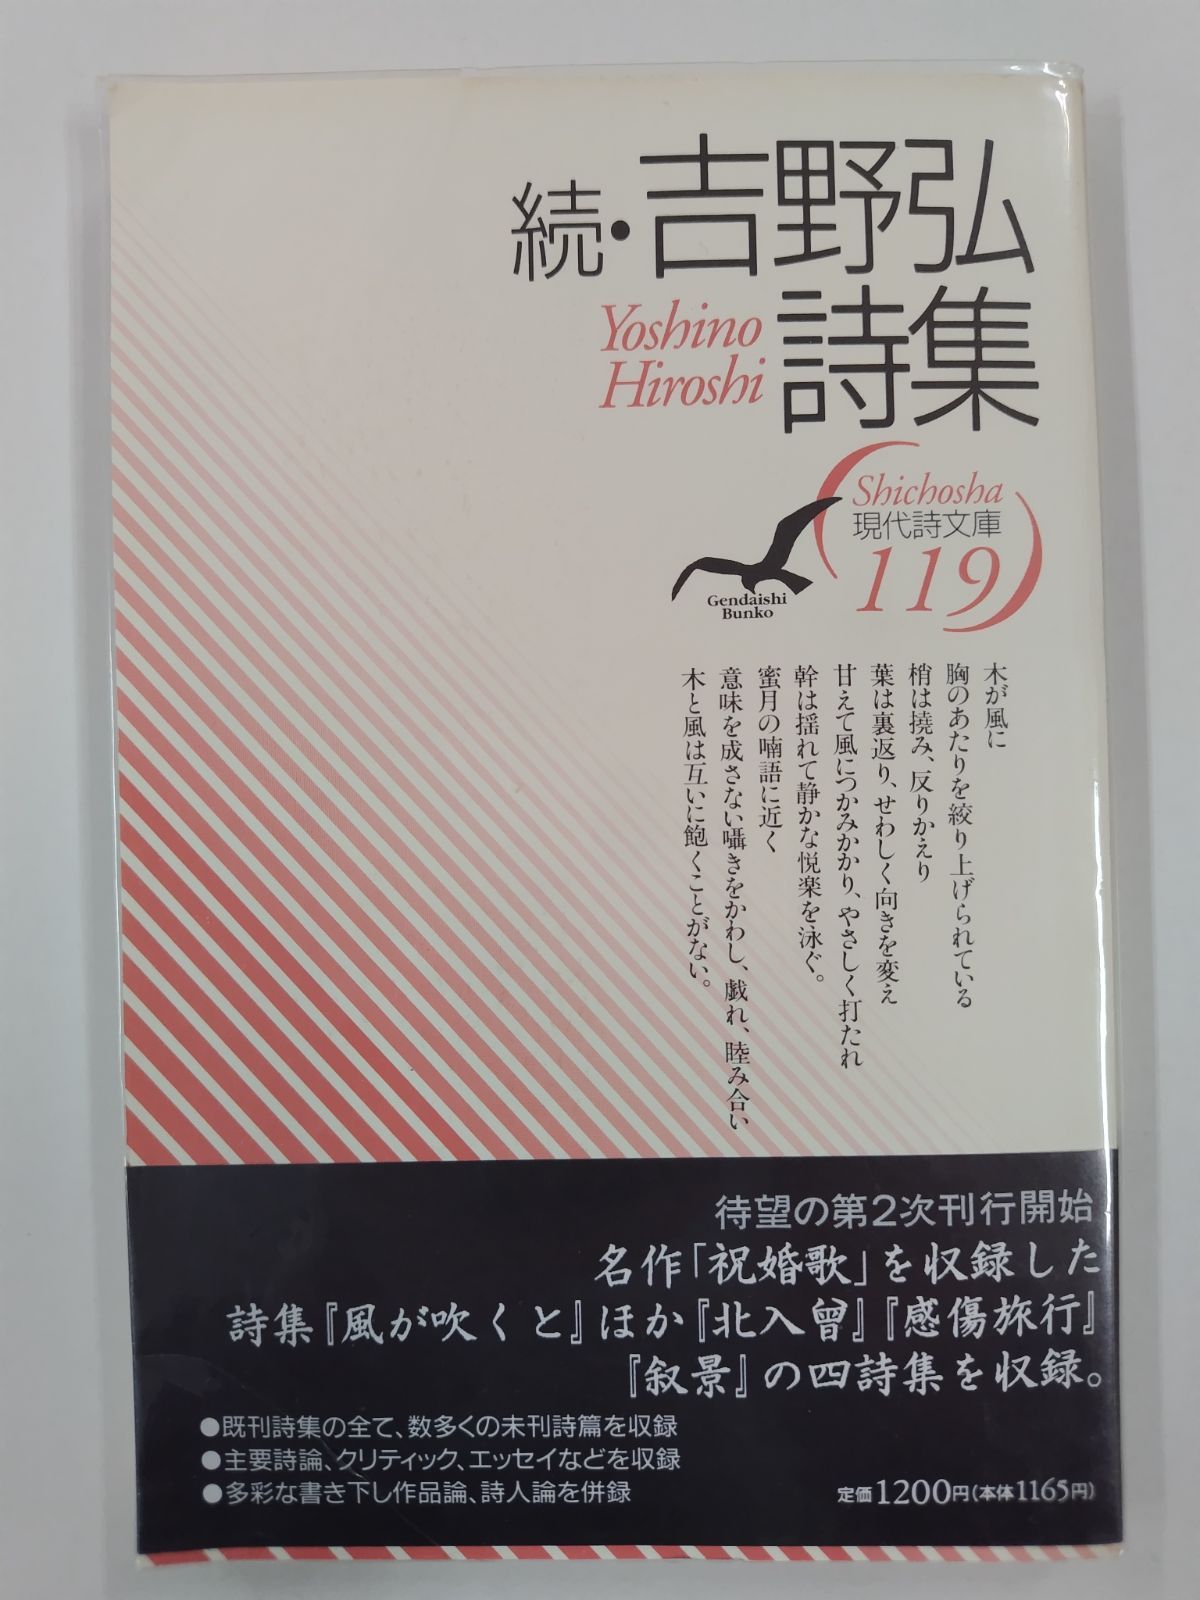 続・吉野弘
詩集
Yoshino
Hiroshi
Shichosha
現代詩文庫
119
Gendaishi
Bunko
木が風に
胸のあたりを絞り上げられている
梢は撓み、反りかえり
葉は裏返り、せわしく向きを変え
甘えて風につかみかかり、やさしく打たれ
幹は揺れて静かな悦楽を泳ぐ。
蜜月の喃語に近く
意味を成さない囁きをかわし、戯れ、睦み合い
木と風は互いに飽くことがない。
待望の第2次刊行開始
名作「祝婚歌」を収録した
詩集『風が吹くと』ほか『北入曽』『感傷旅行』
『叙景』の四詩集を収録。
●既刊詩集の全て、数多くの未刊詩篇を収録
●主要詩論、クリティック、エッセイなどを収録
●多彩な書き下し作品論、詩人論を併録
定価1200円(本体1165円)